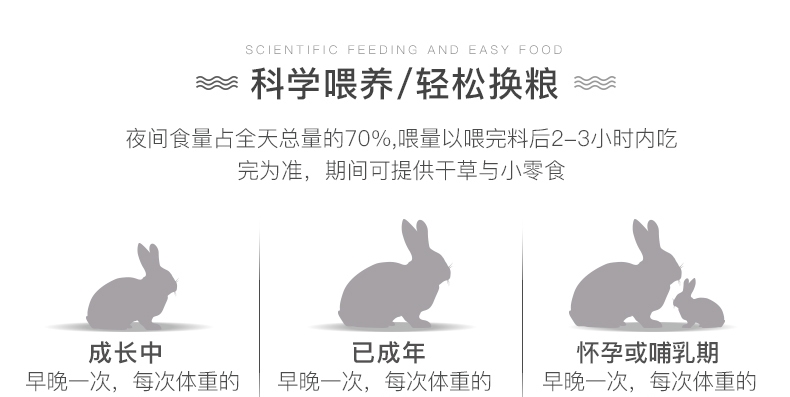 SCIENTIFIC FEEDING AND EASY FOOD
科学喂养/轻松换粮
夜间食量占全天总量的70%,喂量以喂完料后2-3小时内吃
完为准，期间可提供干草与小零食
成长中
早晚一次，每次体重的
已成年
早晚一次，每次体重的
怀孕或哺乳期
早晚一次，每次体重的